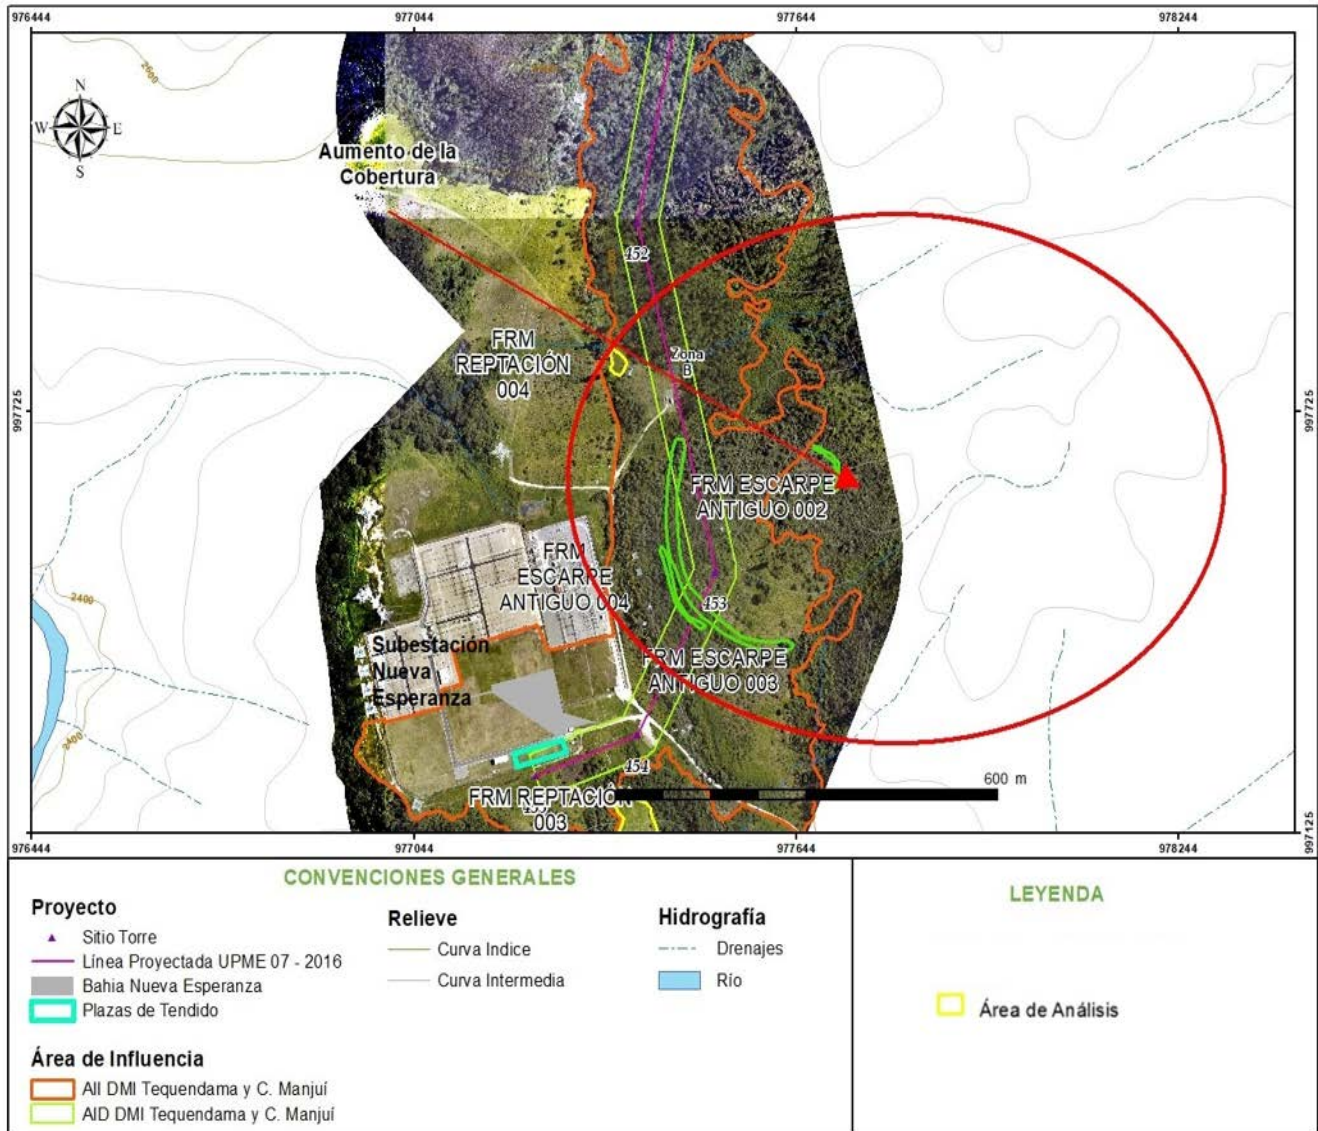 976444
977044
977644
978244
2600
N
W
E
S
Aumento de la
Cobertura
452
FRM
REPTACIÓN
004
Zona
B
997725
997725
FRM ESCARPE
ANTIGUO 002
FRM
ESCARPE
ANTIGUO 004
2400
453
Subestación
Nueva
Esperanza
FRM ESCARPE
ANTIGUO 003
2400
454
600 m
FRM REPTACIÓN
003
997125
976444
977044
977644
978244
CONVENCIONES GENERALES
Proyecto
Sitio Torre
Línea Proyectada UPME 07 - 2016
Bahia Nueva Esperanza
Plazas de Tendido
Relieve
Curva Indice
Curva Intermedia
Hidrografía
Drenajes
Río
Área de Influencia
AII DMI Tequendama y C. Manjuí
AID DMI Tequendama y C. Manjuí
LEYENDA
Área de Análisis